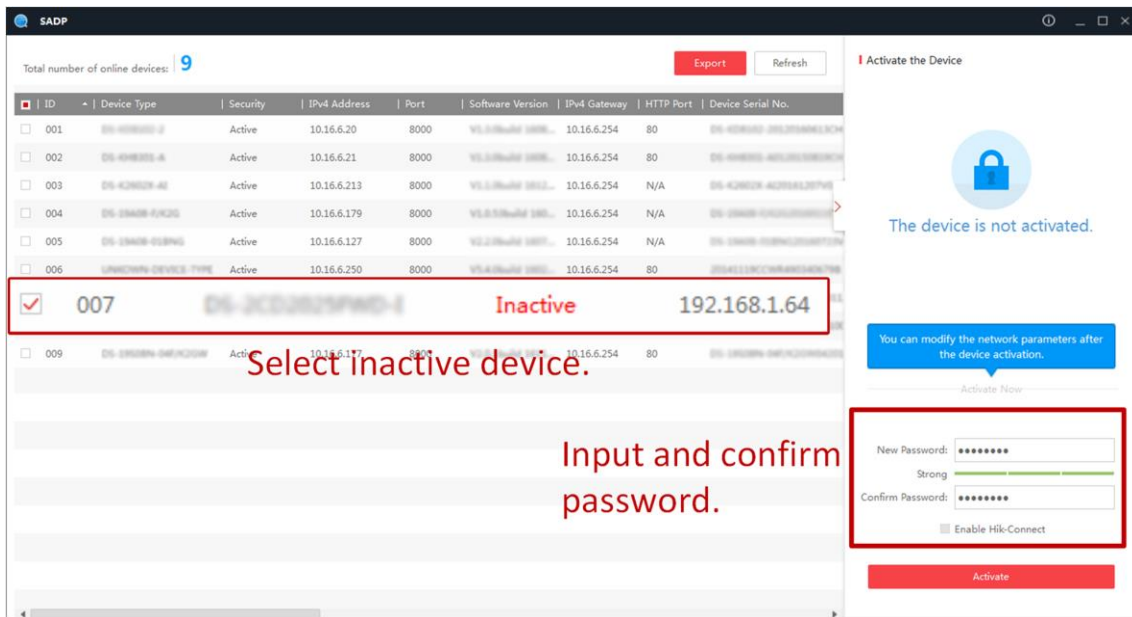 SADP
Total number of online devices: 9
Export Refresh
ID Device Type Security IPv4 Address Port Software Version IPv4 Gateway HTTP Port Device Serial No.
001 Active 10.16.6.20 8000 10.16.6.254 80
002 Active 10.16.6.21 8000 10.16.6.254 80
003 Active 10.16.6.213 8000 10.16.6.254 N/A
004 Active 10.16.6.179 8000 10.16.6.254 N/A
005 Active 10.16.6.127 8000 10.16.6.254 N/A
006 UNKOWN-DEVICE-TYPE Active 10.16.6.250 8000 10.16.6.254 80
007 Inactive 192.168.1.64
009 Active 10.16.6.177 8000 10.16.6.254 80
Select inactive device.
Input and confirm
password.
Activate the Device
The device is not activated.
You can modify the network parameters after
the device activation.
Activate Now
New Password: ••••••••
Strong
Confirm Password: ••••••••
Enable Hik-Connect
Activate